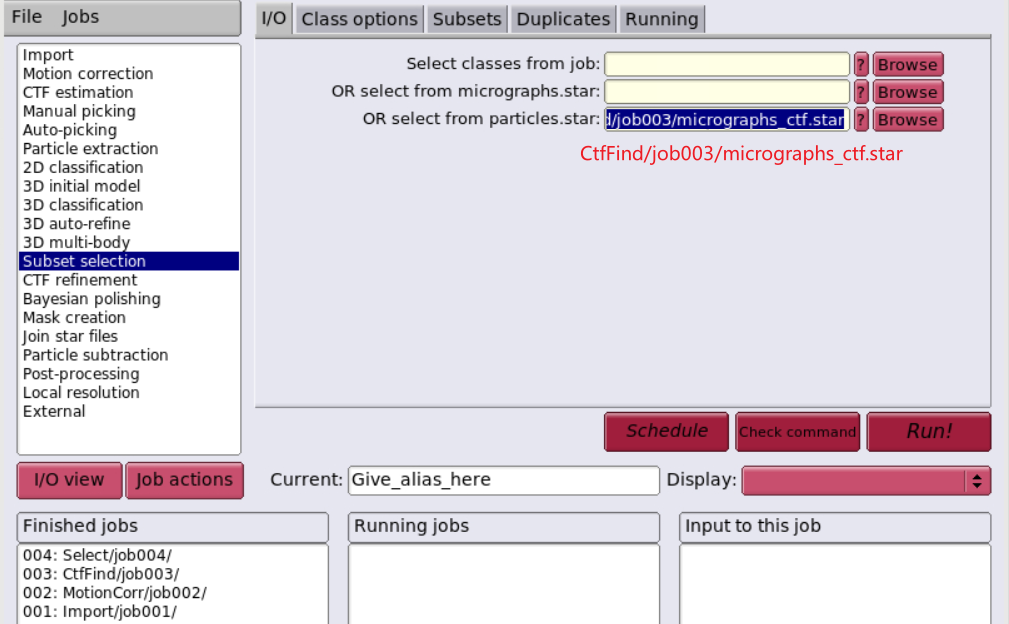 File Jobs
I/O Class options Subsets Duplicates Running
Import
Motion correction
CTF estimation
Manual picking
Auto-picking
Particle extraction
2D classification
3D initial model
3D classification
3D auto-refine
3D multi-body
Subset selection
CTF refinement
Bayesian polishing
Mask creation
Join star files
Particle subtraction
Post-processing
Local resolution
External
Select classes from job: ? Browse
OR select from micrographs.star: ? Browse
OR select from particles.star: d/job003/micrographs_ctf.star ? Browse
CtfFind/job003/micrographs_ctf.star
Schedule Check command Run!
I/O view Job actions Current: Give_alias_here Display:
Finished jobs
004: Select/job004/
003: CtfFind/job003/
002: MotionCorr/job002/
001: Import/job001/
Running jobs
Input to this job